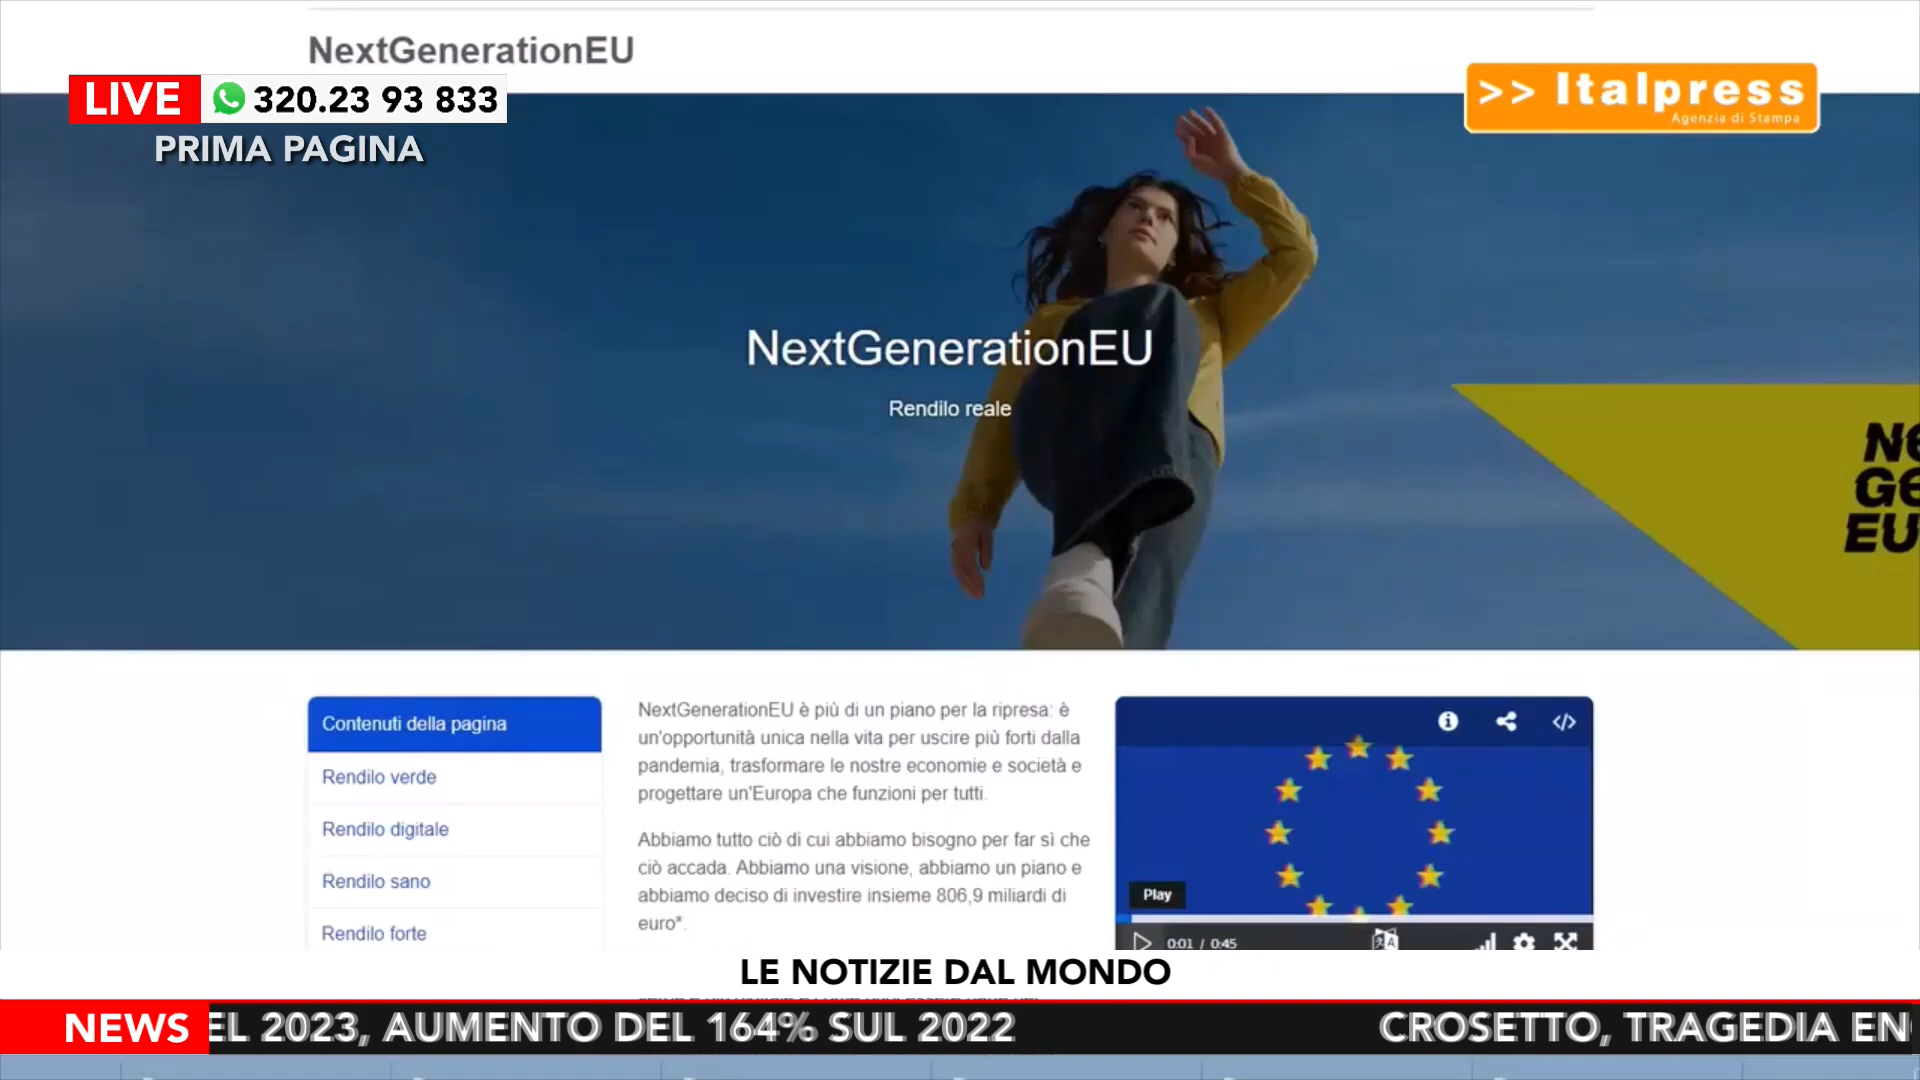 NextGenerationEU
LIVE 320.23 93 833
PRIMA PAGINA
>> Italpress
Agenzia di Stampa
NextGenerationEU
Rendilo reale
EU
Contenuti della pagina
Rendilo verde
Rendilo digitale
Rendilo sano
Rendilo forte
NextGenerationEU è più di un piano per la ripresa: è
un'opportunità unica nella vita per uscire più forti dalla
pandemia, trasformare le nostre economie e società e
progettare un'Europa che funzioni per tutti.
Abbiamo tutto ciò di cui abbiamo bisogno per far sì che
ciò accada. Abbiamo una visione, abbiamo un piano e
abbiamo deciso di investire insieme 806,9 miliardi di
euro*.
Play
0:01 / 0:45
LE NOTIZIE DAL MONDO
NEWS EL 2023, AUMENTO DEL 164% SUL 2022 CROSETTO, TRAGEDIA EN